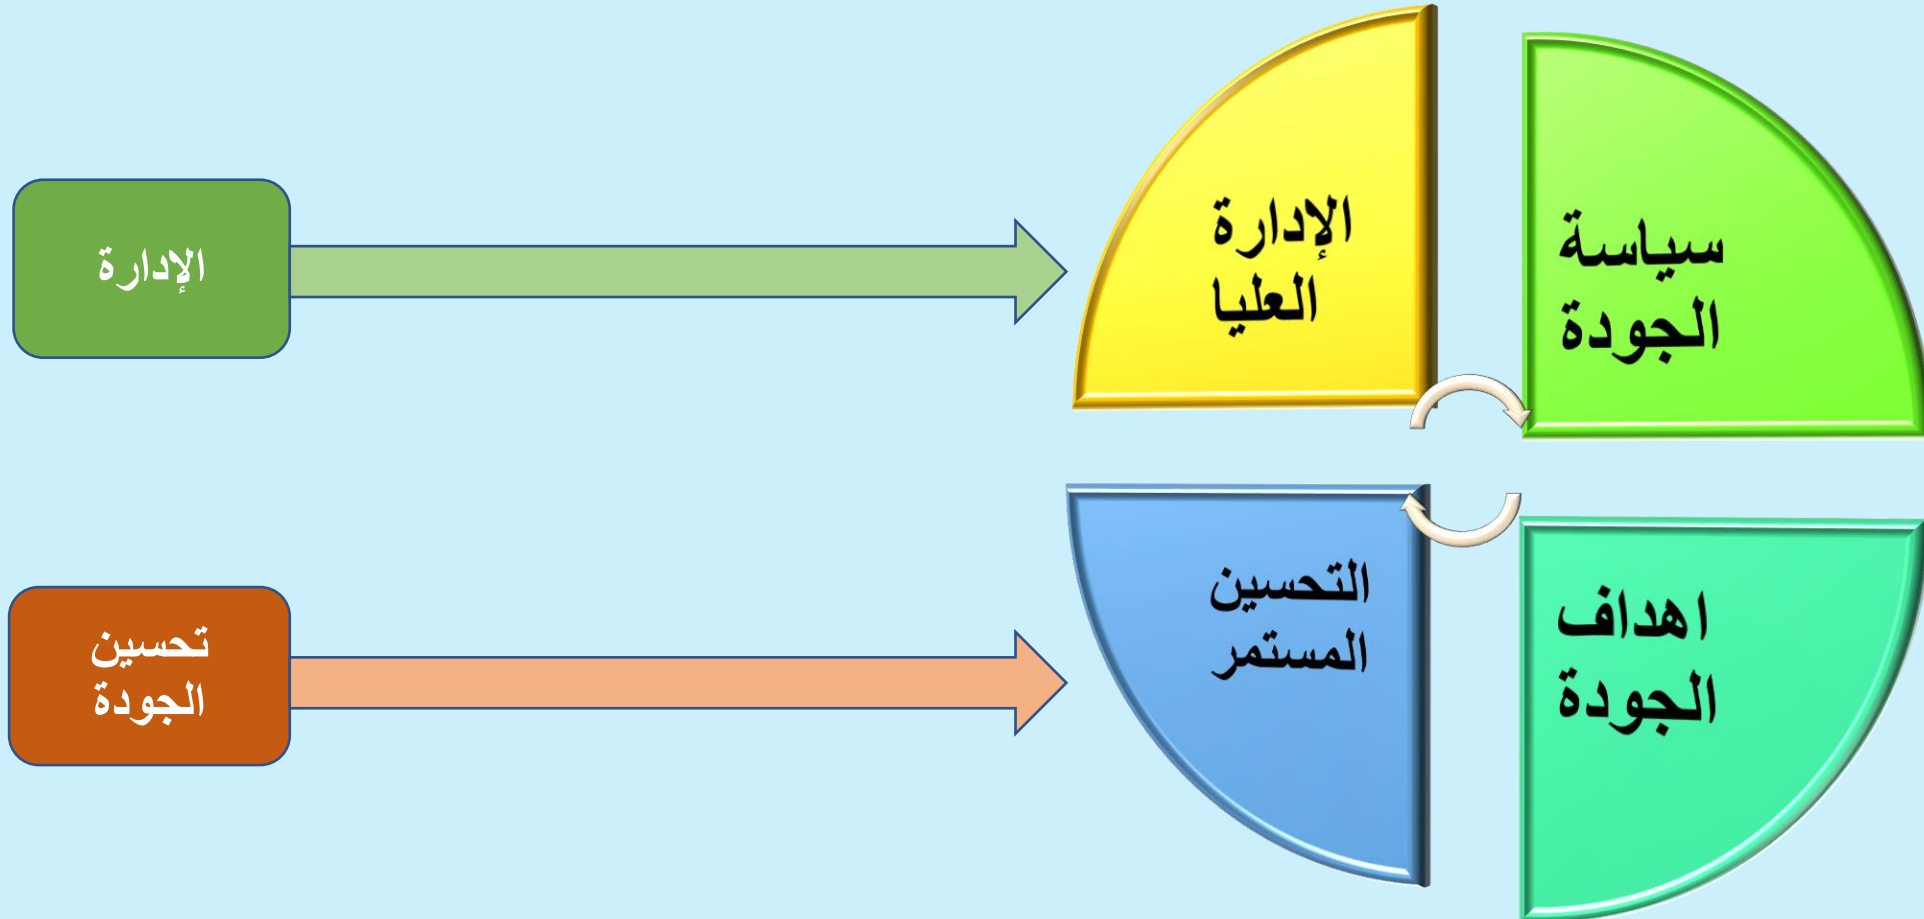 سياسة
الجودة
الإدارة
العليا
الإدارة
اهداف
الجودة
التحسين
المستمر
تحسين
الجودة